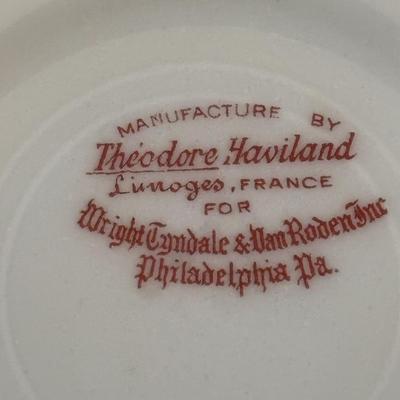 MANUFACTURE BY
Théodore Haviland
Limoges, FRANCE
FOR
Wright Tyndale & Van Roden Inc
Philadelphia Pa.